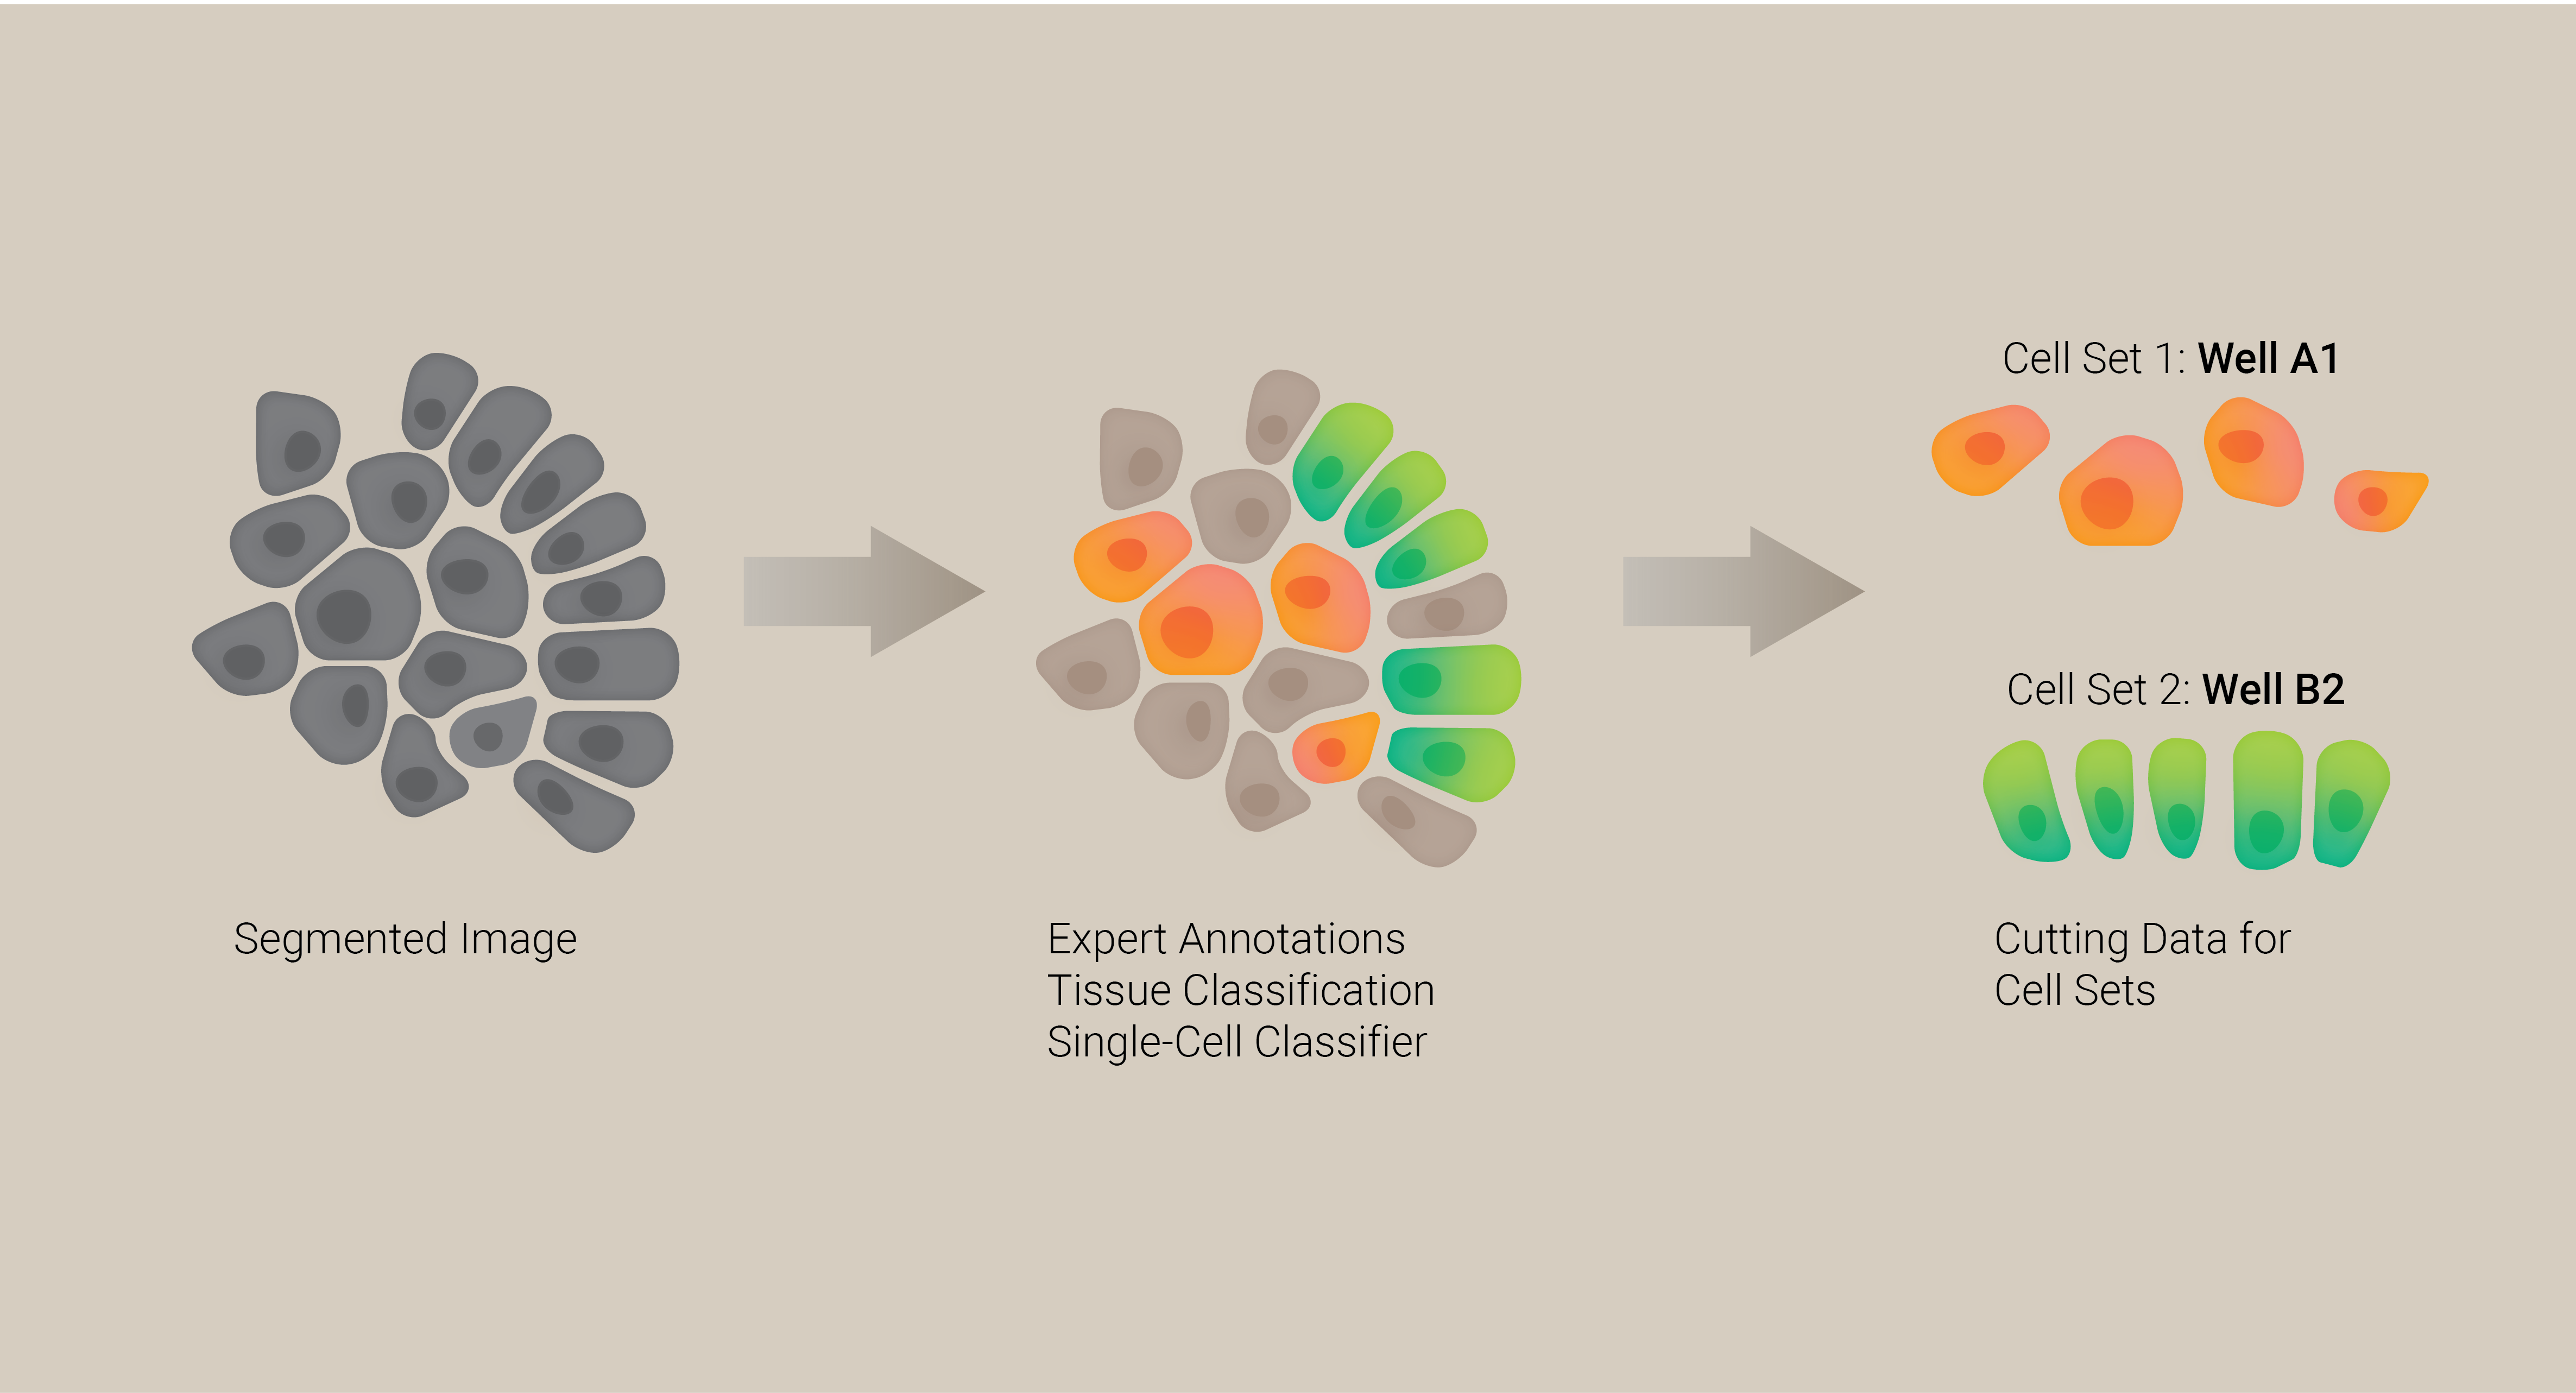 Cell Set 1: Well A1
Cell Set 2: Well B2
Segmented Image
Expert Annotations
Tissue Classification
Single-Cell Classifier
Cutting Data for
Cell Sets